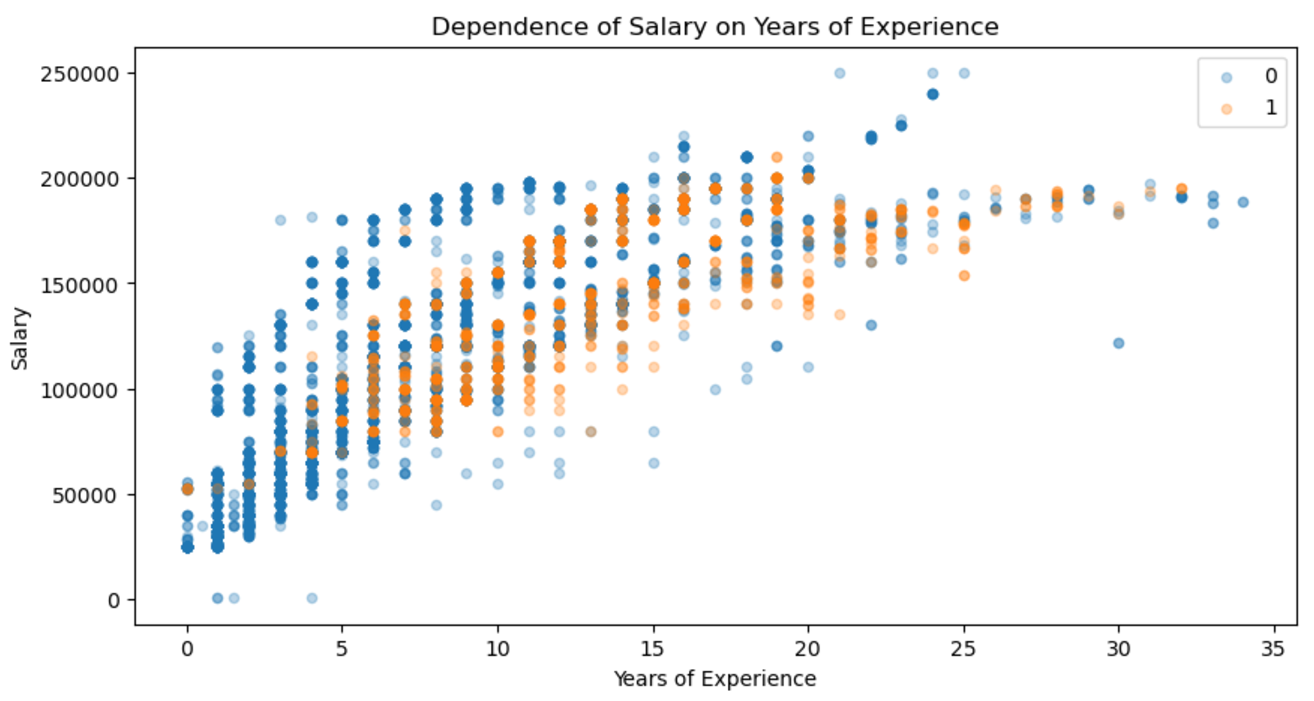 Dependence of Salary on Years of Experience
250000
200000
150000
100000
50000
0
Salary
0
1
0 5 10 15 20 25 30 35
Years of Experience